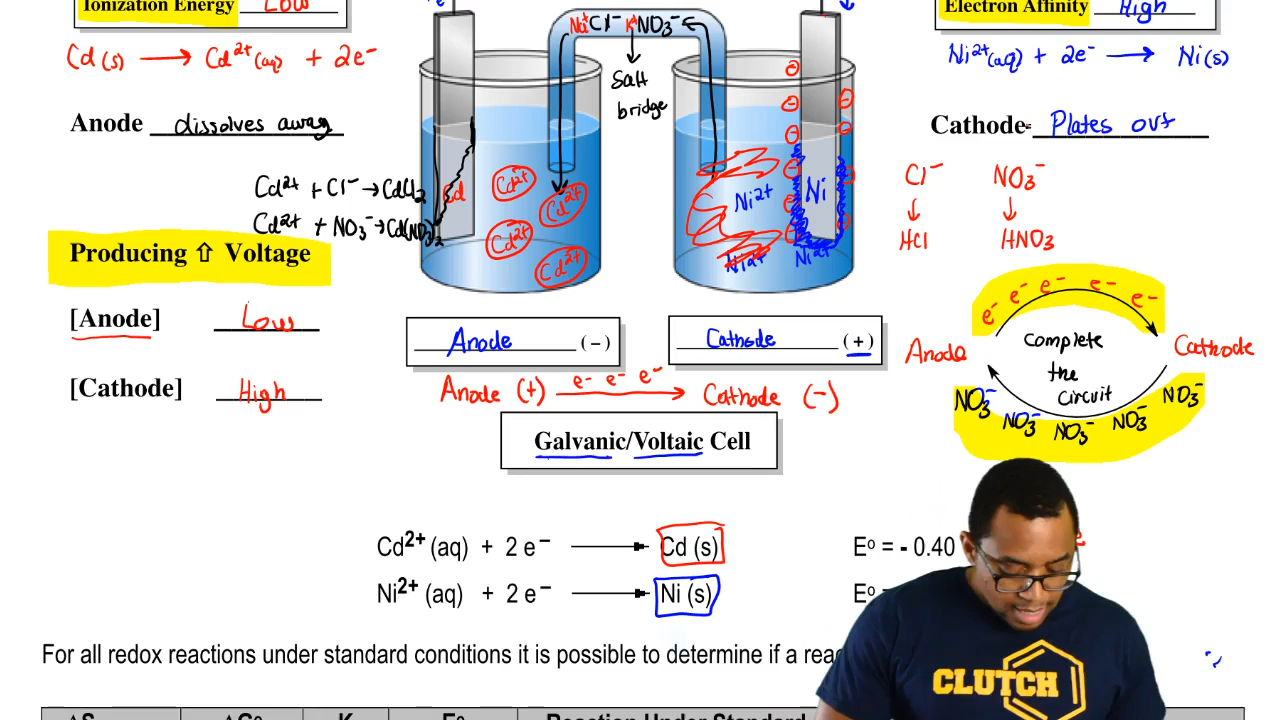 Ionization Energy Low
Electron Affinity High
Cd (s) → Cd²⁺ (aq) + 2e⁻
Na⁺Cl⁻ K⁺NO₃⁻
Salt
bridge
Ni²⁺(aq) + 2e⁻ → Ni(s)
Anode dissolves away
Cathode Plates out
Cd²⁺ + Cl⁻ → CdCl₂
Cd²⁺ + NO₃⁻ → Cd(NO₃)₂
Cd
Cd²⁺
Cd²⁺
Cd²⁺
Cd²⁺
Ni²⁺
Ni
Ni²⁺
Ni²⁺
Cl⁻ NO₃⁻
↓ ↓
HCl HNO₃
Producing ⇧ Voltage
[Anode] Low
[Cathode] High
Anode (−)
Cathode (+)
Anode (+) e⁻ e⁻ e⁻ → Cathode (−)
Galvanic/Voltaic Cell
e⁻ e⁻ e⁻ e⁻ e⁻
Anode
Complete
the
circuit
Cathode
NO₃⁻ NO₃⁻ NO₃⁻ NO₃⁻ NO₃⁻
Cd²⁺ (aq) + 2 e⁻ → Cd (s) E° = - 0.40
Ni²⁺ (aq) + 2 e⁻ → Ni (s) E°
For all redox reactions under standard conditions it is possible to determine if a
Reaction Under Standard
CLUTCH